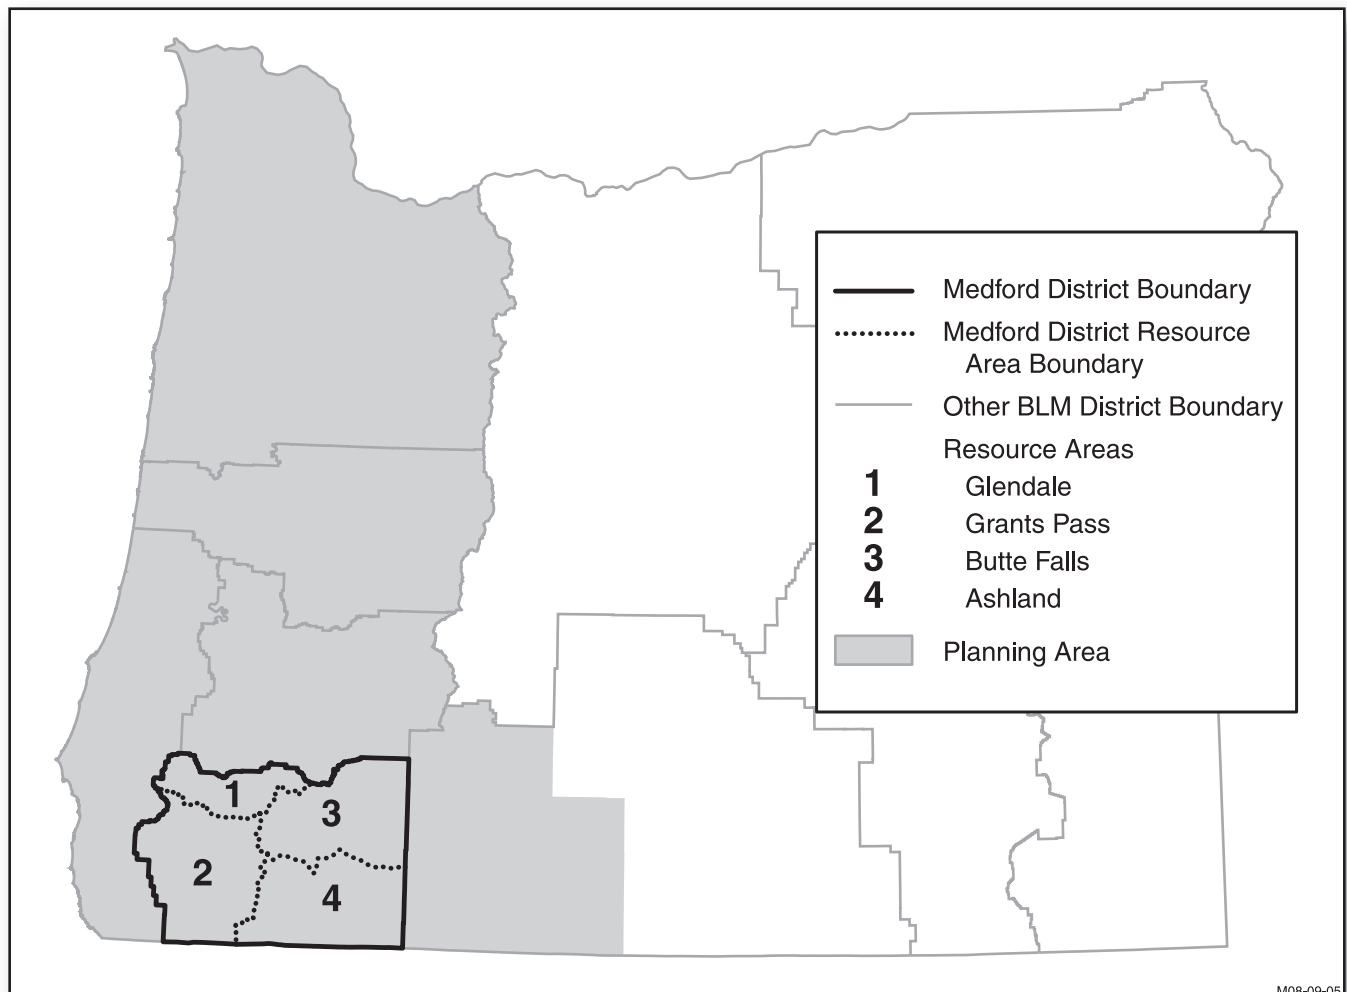 Medford District Boundary
Medford District Resource
Area Boundary
Other BLM District Boundary
Resource Areas
1 Glendale
2 Grants Pass
3 Butte Falls
4 Ashland
Planning Area
1
3
2
4
M08-09-05